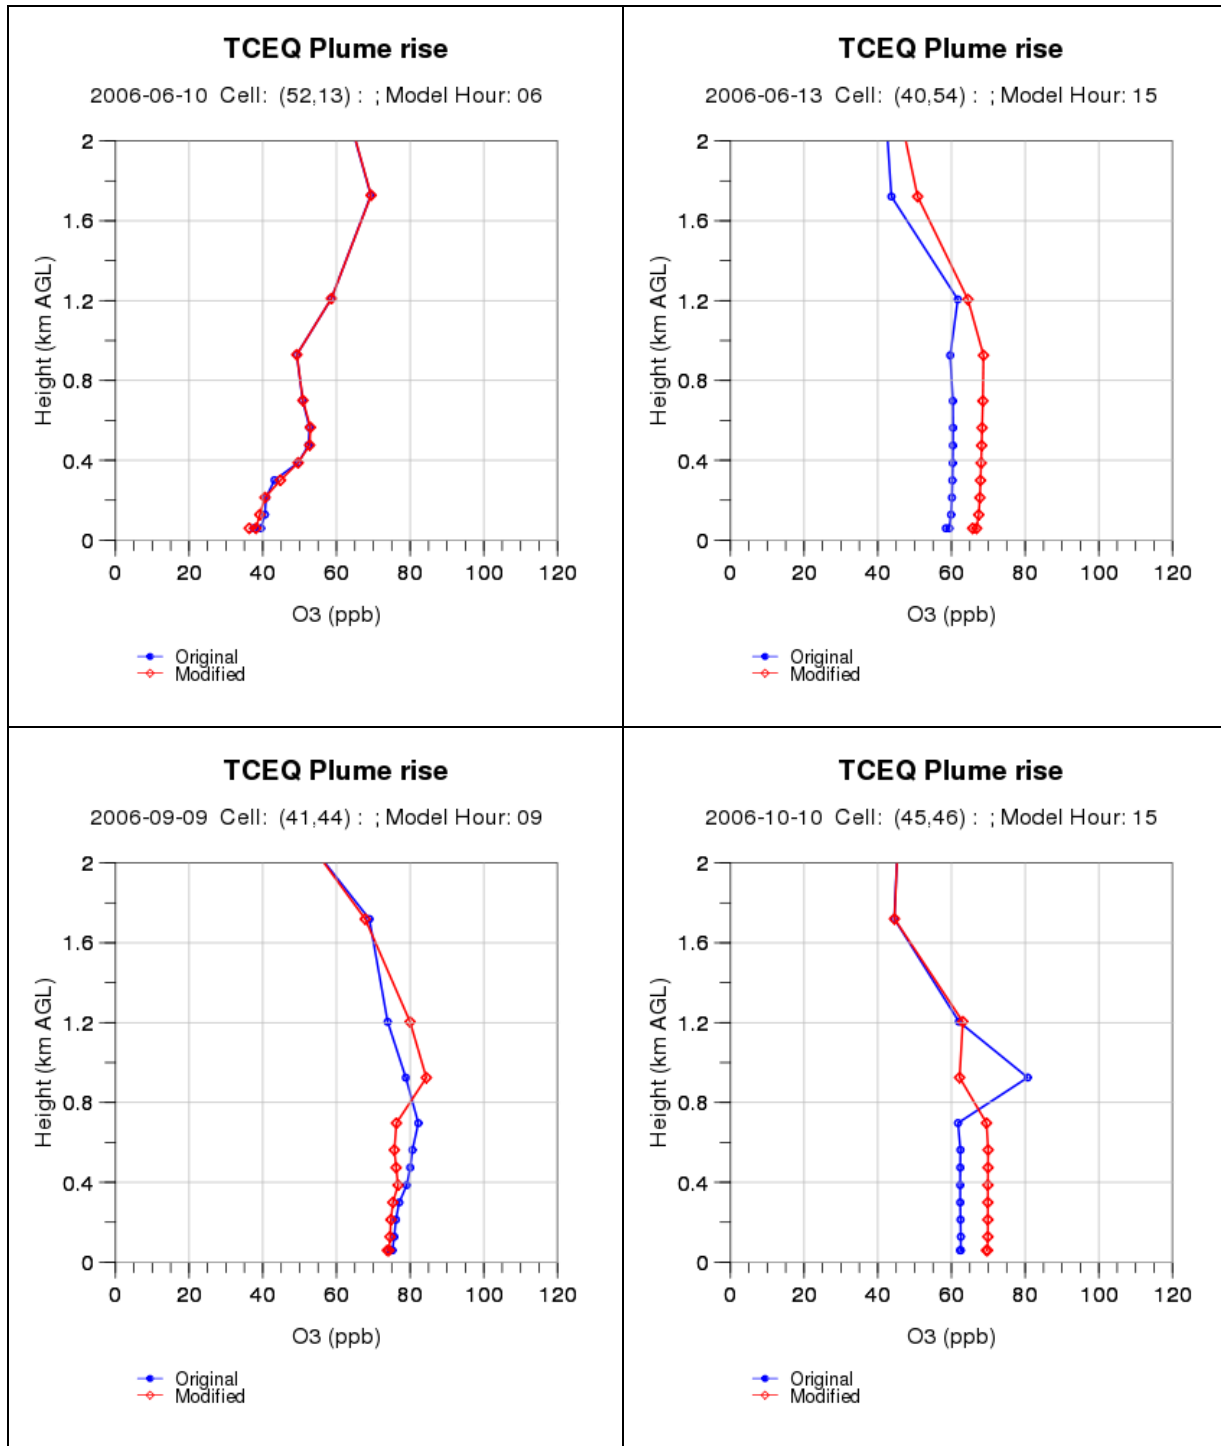 TCEQ Plume rise
2006-06-10 Cell: (52,13) : ; Model Hour: 06
2
1.6
1.2
0.8
0.4
0
Height (km AGL)
0 20 40 60 80 100 120
O3 (ppb)
Original
Modified
TCEQ Plume rise
2006-06-13 Cell: (40,54) : ; Model Hour: 15
2
1.6
1.2
0.8
0.4
0
Height (km AGL)
0 20 40 60 80 100 120
O3 (ppb)
Original
Modified
TCEQ Plume rise
2006-09-09 Cell: (41,44) : ; Model Hour: 09
2
1.6
1.2
0.8
0.4
0
Height (km AGL)
0 20 40 60 80 100 120
O3 (ppb)
Original
Modified
TCEQ Plume rise
2006-10-10 Cell: (45,46) : ; Model Hour: 15
2
1.6
1.2
0.8
0.4
0
Height (km AGL)
0 20 40 60 80 100 120
O3 (ppb)
Original
Modified